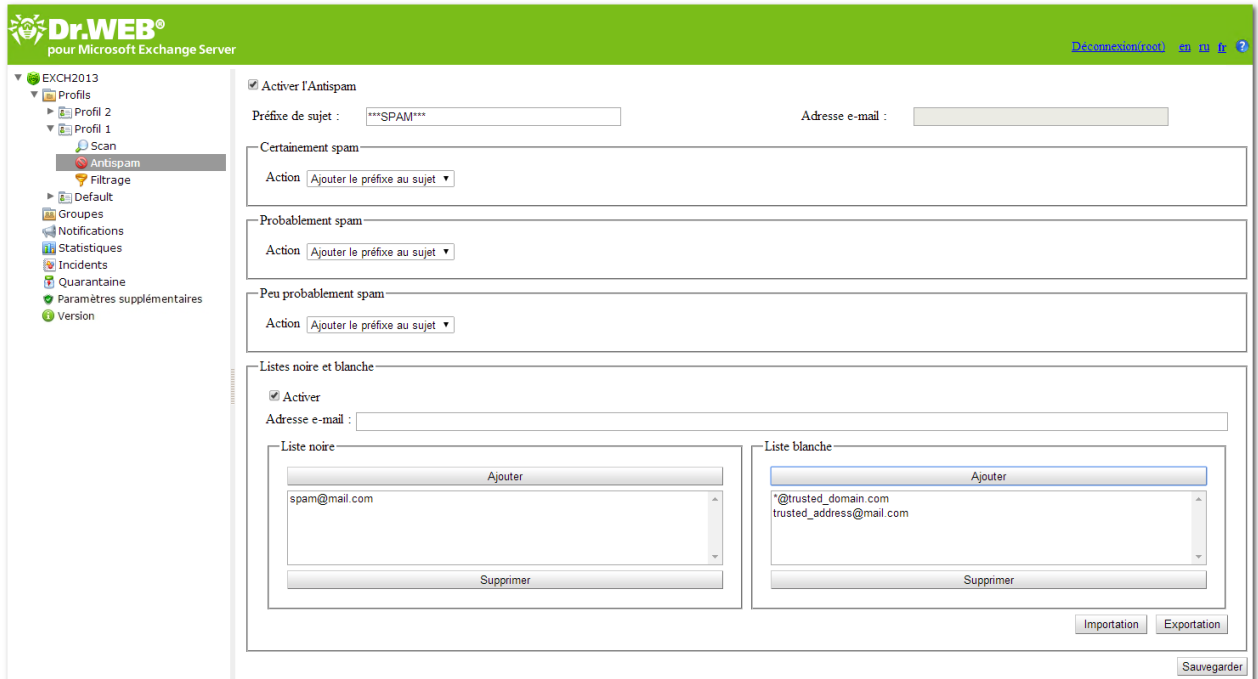 Dr.WEB®
pour Microsoft Exchange Server
Déconnexion(root) en ru fr ?
EXCH2013
Profils
Profil 2
Profil 1
Scan
Antispam
Filtrage
Default
Groupes
Notifications
Statistiques
Incidents
Quarantaine
Paramètres supplémentaires
Version
Activer l'Antispam
Préfixe de sujet : ***SPAM*** Adresse e-mail :
Certainement spam
Action Ajouter le préfixe au sujet
Probablement spam
Action Ajouter le préfixe au sujet
Peu probablement spam
Action Ajouter le préfixe au sujet
Listes noire et blanche
Activer
Adresse e-mail :
Liste noire
Ajouter
spam@mail.com
Supprimer
Liste blanche
Ajouter
*@trusted_domain.com
trusted_address@mail.com
Supprimer
Importation Exportation
Sauvegarder